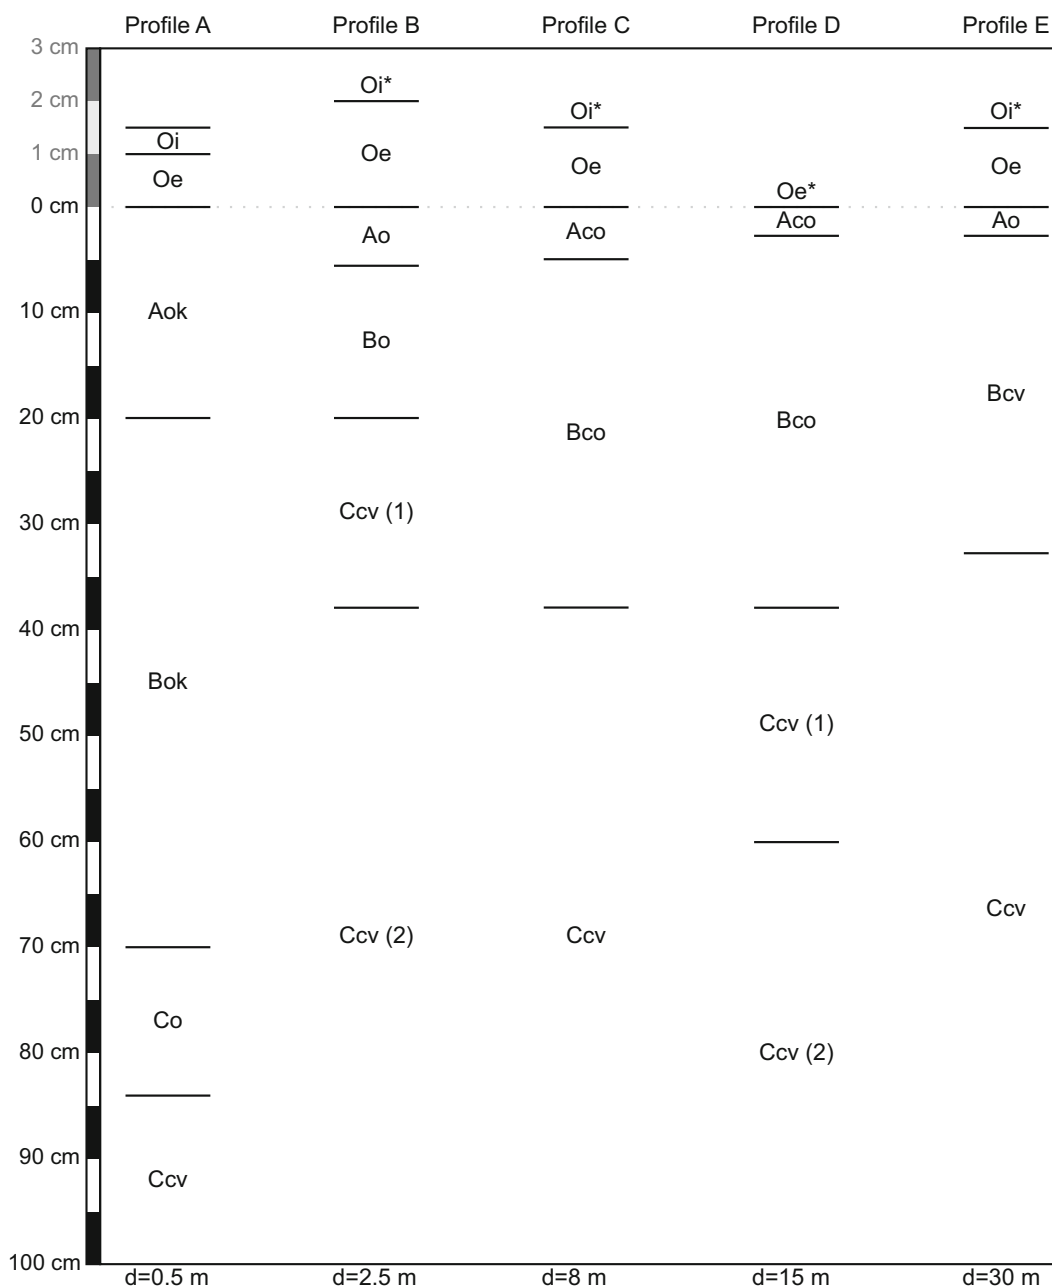 Profile A Profile B Profile C Profile D Profile E
3 cm
Oi*
2 cm
Oi* Oi*
Oi
1 cm Oe
Oe Oe
Oe
Oe*
0 cm
Aco Ao
Ao Aco
10 cm Aok
Bo
Bcv
20 cm Bco
Bco
Ccv (1)
30 cm
40 cm
Bok
Ccv (1)
50 cm
60 cm
Ccv
Ccv (2) Ccv
70 cm
Co
80 cm Ccv (2)
90 cm
Ccv
100 cm
d=0.5 m d=2.5 m d=8 m d=15 m d=30 m